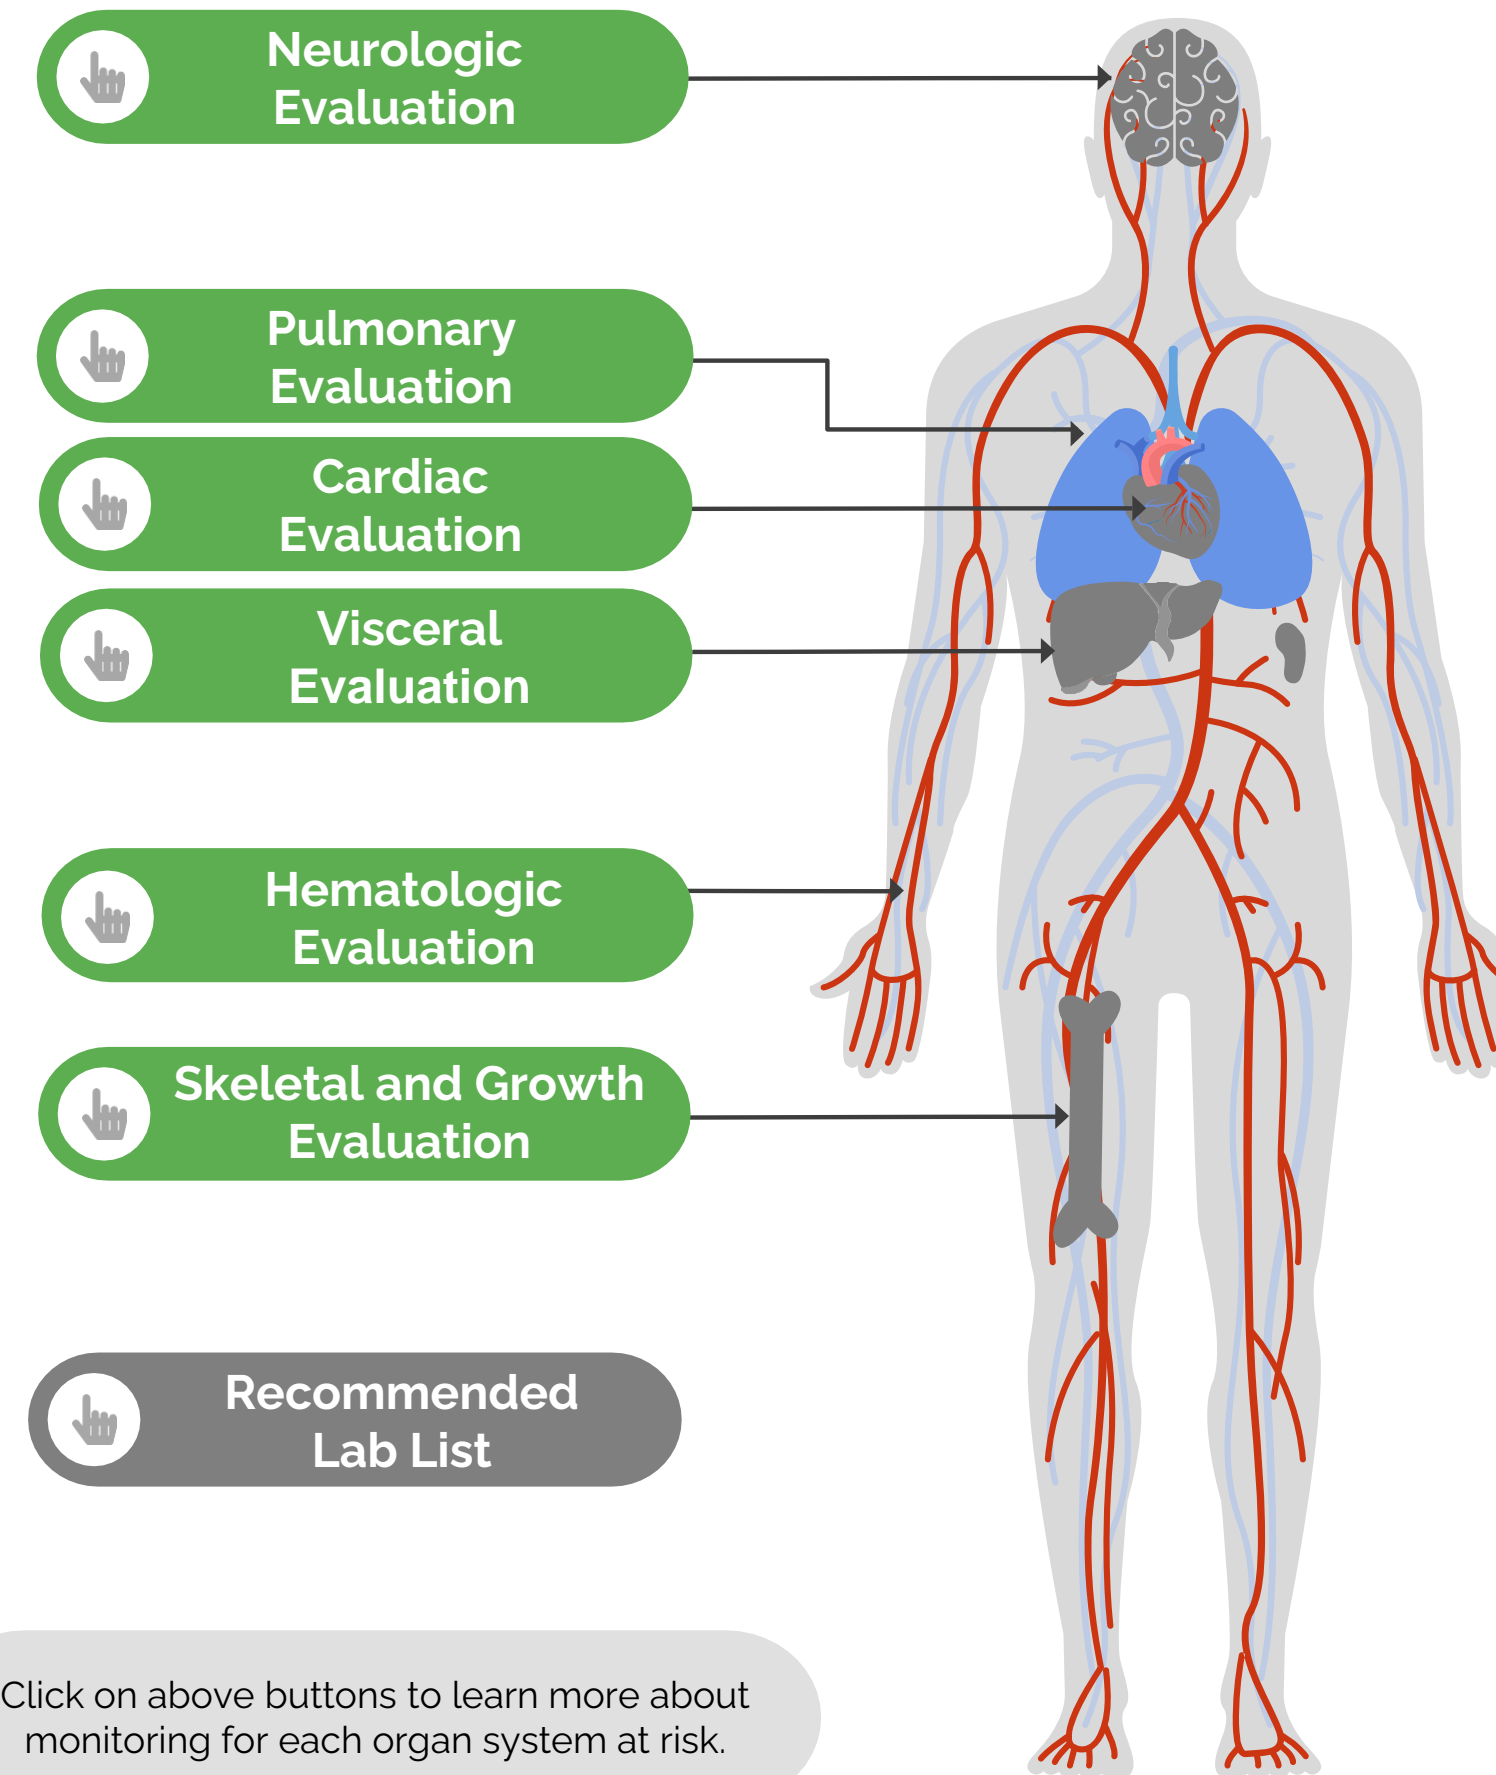 Neurologic
Evaluation
Pulmonary
Evaluation
Cardiac
Evaluation
Visceral
Evaluation
Hematologic
Evaluation
Skeletal and Growth
Evaluation
Recommended
Lab List
Click on above buttons to learn more about
monitoring for each organ system at risk.